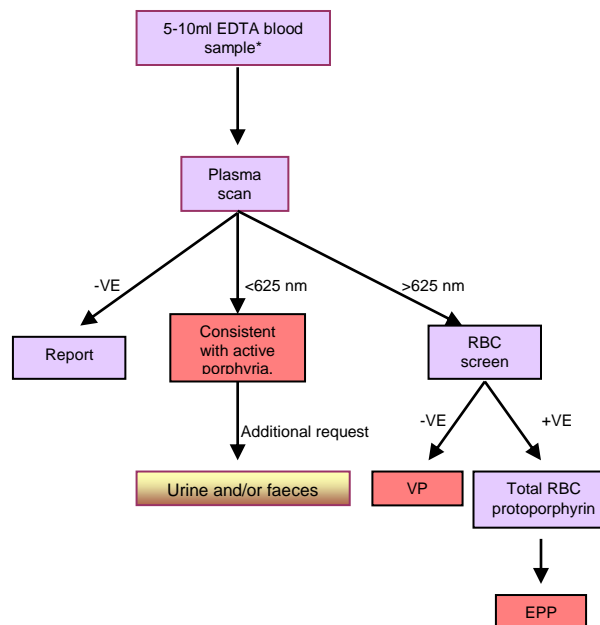 5-10ml EDTA blood
sample*
Plasma
scan
-VE
<625 nm
>625 nm
Report
Consistent
with active
porphyria.
RBC
screen
Additional request
-VE
+VE
Urine and/or faeces
VP
Total RBC
protoporphyrin
EPP